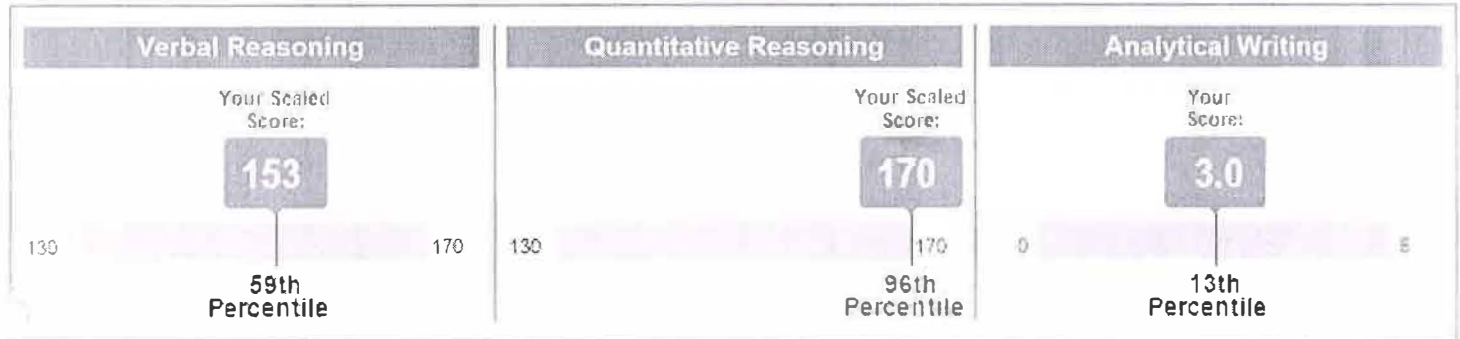 Verbal Reasoning
Your Scaled
Score:
153
130
170
59th
Percentile
Quantitative Reasoning
Your Scaled
Score:
170
130
170
96th
Percentile
Analytical Writing
Your
Score:
3.0
0
6
13th
Percentile